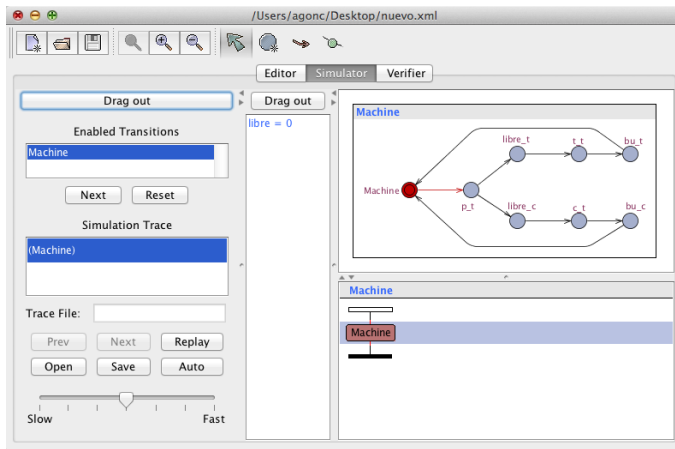 /Users/agonc/Desktop/nuevo.xml
Editor Simulator Verifier
Drag out
Enabled Transitions
Machine
Next Reset
Simulation Trace
(Machine)
Trace File:
Prev Next Replay
Open Save Auto
Slow Fast
Drag out
libre = 0
Machine
libre_t t_t bu_t
Machine
p_t libre_c c_t bu_c
Machine
Machine